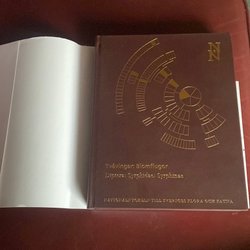 N
N
Tvåvingar: Blomflugor
Diptera: Syrphidae: Syrphinae
NATIONALNYCKELN TILL SVERIGES FLORA OCH FAUNA